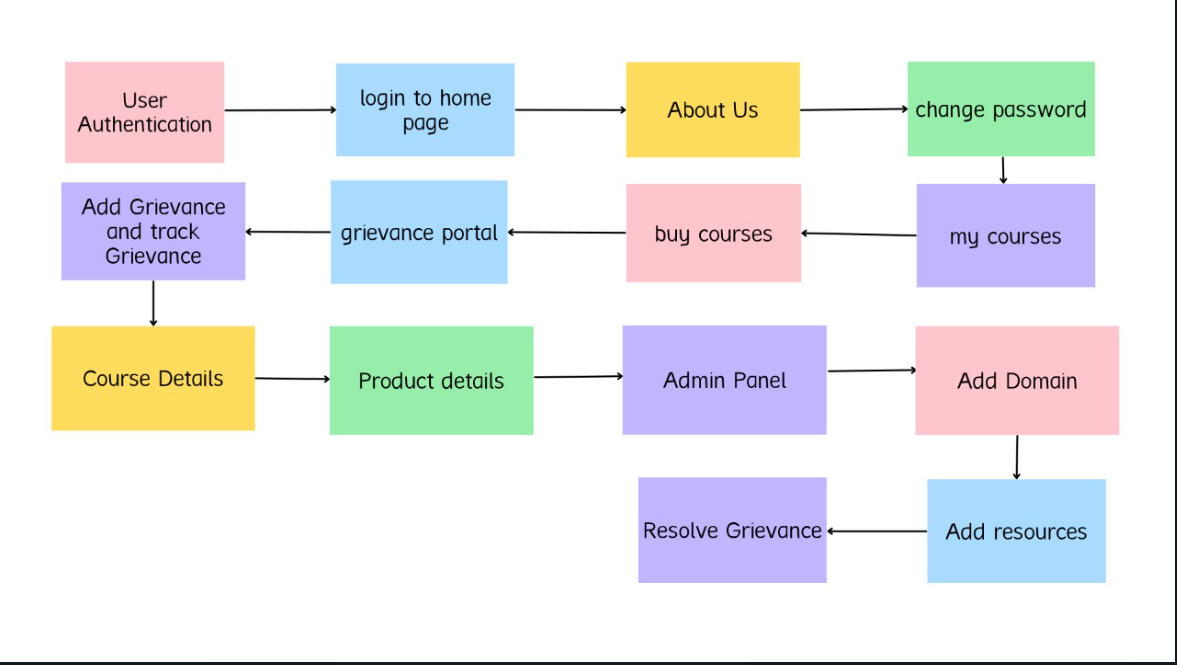 User
Authentication
login to home
page
About Us
change password
Add Grievance
and track
Grievance
grievance portal
buy courses
my courses
Course Details
Product details
Admin Panel
Add Domain
Resolve Grievance
Add resources